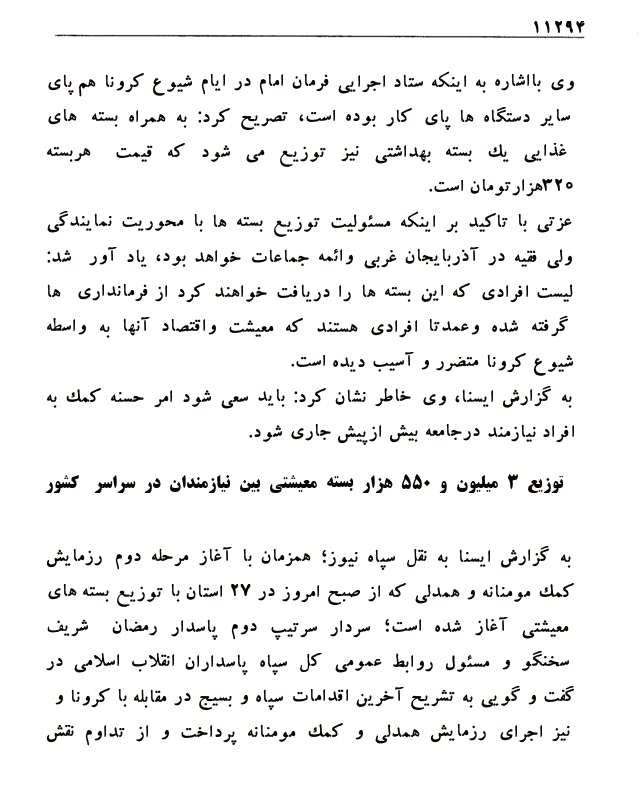 ۱۱۲۹۴
وی بااشاره به اینکه ستاد اجرایی فرمان امام در ایام شیوع کرونا هم پای
سایر دستگاه ها پای کار بوده است، تصریح کرد: به همراه بسته های
غذایی یك بسته بهداشتی نیز توزیع می شود که قیمت هربسته
۳۲۰هزارتومان است.
عزتی با تاکید بر اینکه مسئولیت توزیع بسته ها با محوریت نمایندگی
ولی فقیه در آذربایجان غربی وائمه جماعات خواهد بود، یاد آور شد:
لیست افرادی که این بسته ها را دریافت خواهند کرد از فرمانداری ها
گرفته شده وعمدتا افرادی هستند که معیشت واقتصاد آنها به واسطه
شیوع کرونا متضرر و آسیب دیده است.
به گزارش ایسنا، وی خاطر نشان کرد: باید سعی شود امر حسنه کمك به
افراد نیازمند درجامعه بیش ازپیش جاری شود.
توزیع ۳ میلیون و ۵۵۰ هزار بسته معیشتی بین نیازمندان در سراسر کشور
به گزارش ایسنا به نقل سپاه نیوز؛ همزمان با آغاز مرحله دوم رزمایش
کمك مومنانه و همدلی که از صبح امروز در ۲۷ استان با توزیع بسته های
معیشتی آغاز شده است؛ سردار سرتیپ دوم پاسدار رمضان شریف
سخنگو و مسئول روابط عمومی کل سپاه پاسداران انقلاب اسلامی در
گفت و گویی به تشریح آخرین اقدامات سپاه و بسیج در مقابله با کرونا و
نیز اجرای رزمایش همدلی و کمك مومنانه پرداخت و از تداوم نقش